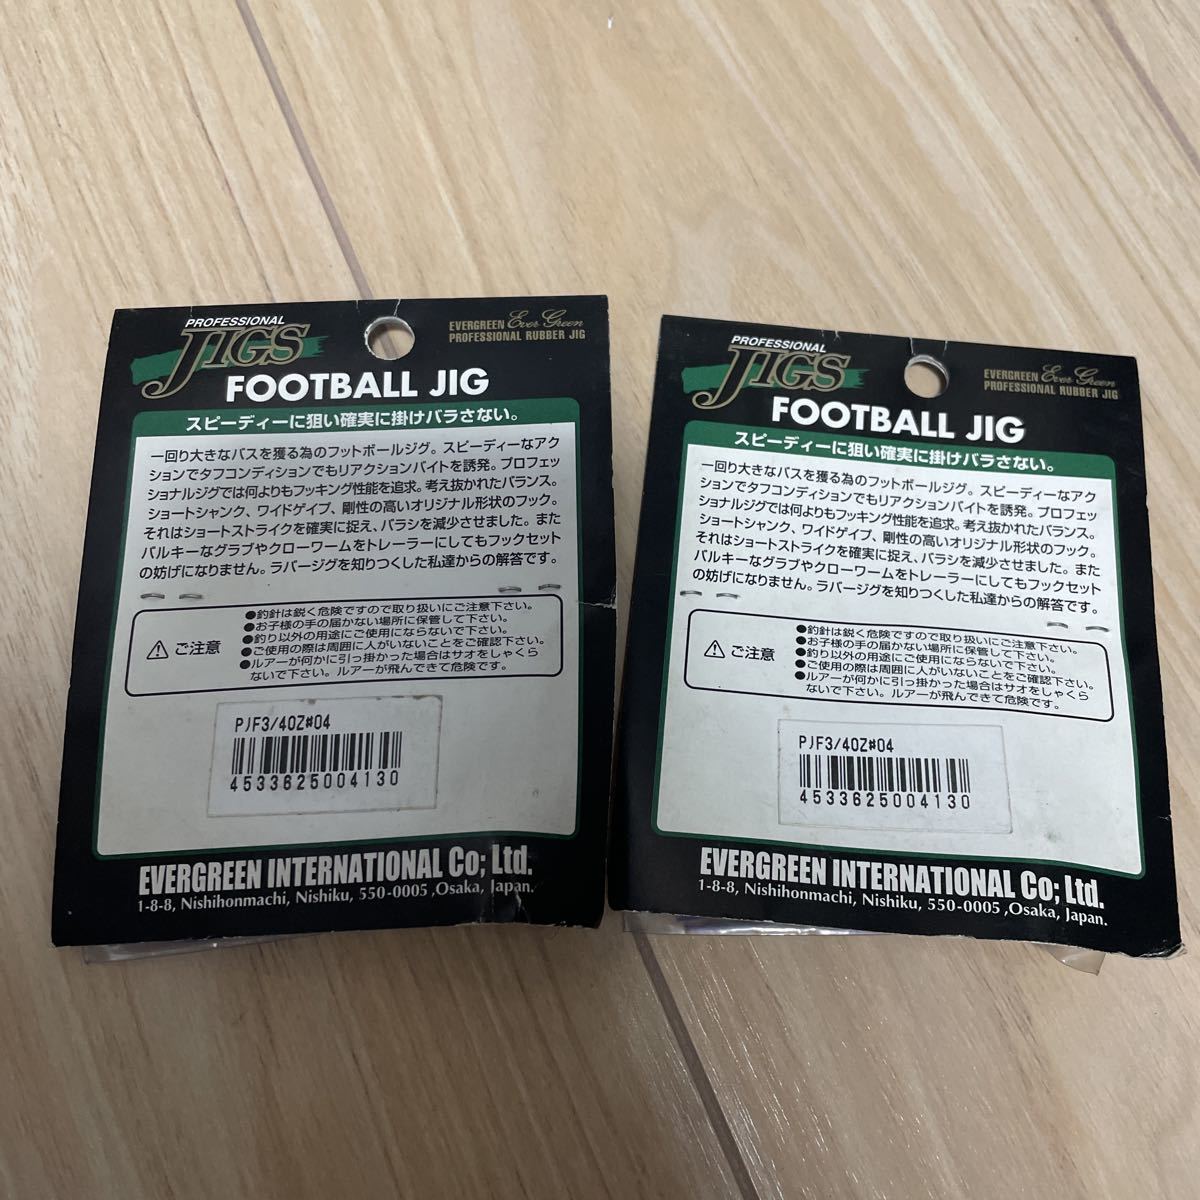 PROFESSIONAL
JIGS
FOOTBALL JIG
EVERGREEN Ever Green
PROFESSIONAL RUBBER JIG
スピーディーに狙い確実に掛けバラさない。
一回り大きなバスを獲る為のフットボールジグ。スピーディーなアク
ションでタフコンディションでもリアクションバイトを誘発。プロフェッ
ショナルジグでは何よりもフッキング性能を追求。考え抜かれたバランス。
ショートシャンク、ワイドゲイプ、剛性の高いオリジナル形状のフック。
それはショートストライクを確実に捉え、バラシを減少させました。また
バルキーなグラブやクローワームをトレーラーにしてもフックセット
の妨げになりません。ラバージグを知りつくした私達からの解答です。
⚠ご注意
●釣針は鋭く危険ですので取り扱いにご注意下さい。
●お子様の手の届かない場所に保管して下さい。
●釣り以外の用途にご使用にならないで下さい。
●ご使用の際は周囲に人がいないことをご確認下さい。
●ルアーが何かに引っ掛かった場合はサオをしゃくら
ないで下さい。ルアーが飛んできて危険です。
PJF3/4OZ#04
4533625004130
EVERGREEN INTERNATIONAL Co; Ltd.
1-8-8, Nishihonmachi, Nishiku, 550-0005 ,Osaka, Japan.
PROFESSIONAL
JIGS
FOOTBALL JIG
EVERGREEN Ever Green
PROFESSIONAL RUBBER JIG
スピーディーに狙い確実に掛けバラさない。
一回り大きなバスを獲る為のフットボールジグ。スピーディーなアク
ションでタフコンディションでもリアクションバイトを誘発。プロフェッ
ショナルジグでは何よりもフッキング性能を追求。考え抜かれたバランス。
ショートシャンク、ワイドゲイプ、剛性の高いオリジナル形状のフック。
それはショートストライクを確実に捉え、バラシを減少させました。また
バルキーなグラブやクローワームをトレーラーにしてもフックセット
の妨げになりません。ラバージグを知りつくした私達からの解答です。
⚠ご注意
●釣針は鋭く危険ですので取り扱いにご注意下さい。
●お子様の手の届かない場所に保管して下さい。
●釣り以外の用途にご使用にならないで下さい。
●ご使用の際は周囲に人がいないことをご確認下さい。
●ルアーが何かに引っ掛かった場合はサオをしゃくら
ないで下さい。ルアーが飛んできて危険です。
PJF3/4OZ#04
4533625004130
EVERGREEN INTERNATIONAL Co; Ltd.
1-8-8, Nishihonmachi, Nishiku, 550-0005 ,Osaka, Japan.